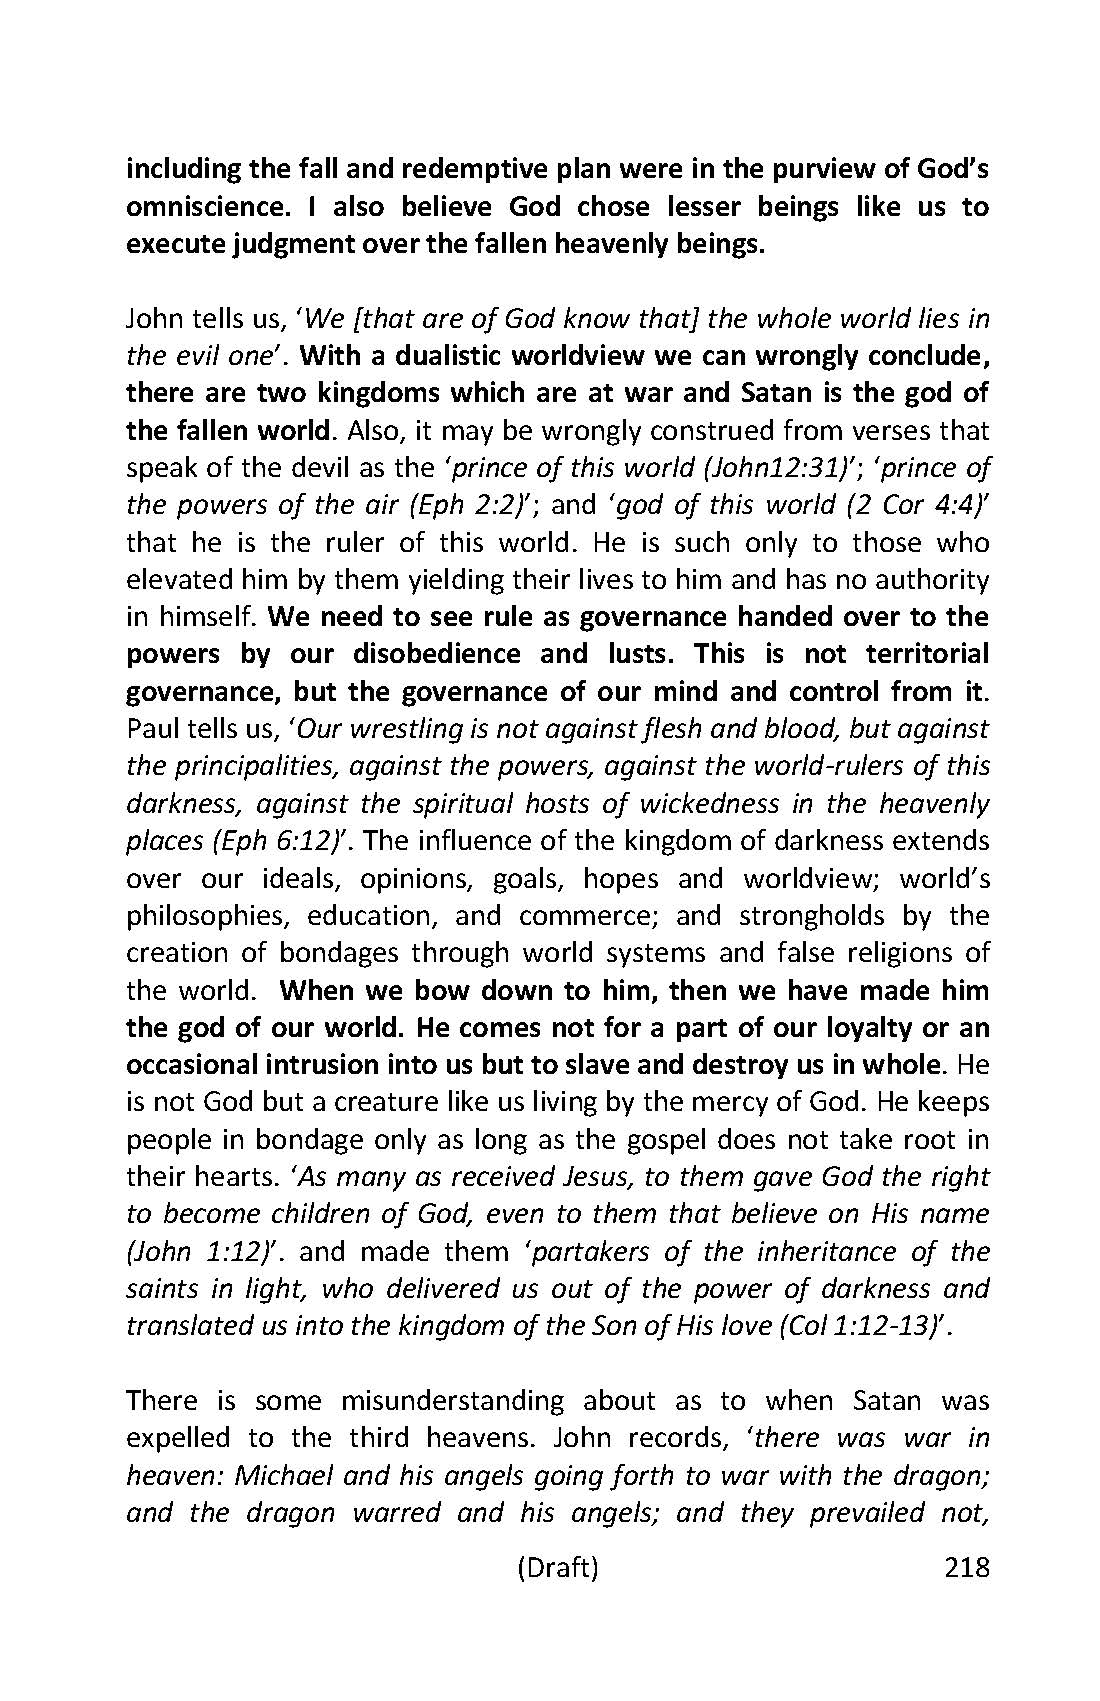 including the fall and redemptive plan were in the purview of God’s
omniscience. I also believe God chose lesser beings like us to
execute judgment over the fallen heavenly beings.
John tells us, ‘We [that are of God know that] the whole world lies in
the evil one’. With a dualistic worldview we can wrongly conclude,
there are two kingdoms which are at war and Satan is the god of
the fallen world. Also, it may be wrongly construed from verses that
speak of the devil as the ‘prince of this world (John12:31)’; ‘prince of
the powers of the air (Eph 2:2)’; and ‘god of this world (2 Cor 4:4)’
that he is the ruler of this world. He is such only to those who
elevated him by them yielding their lives to him and has no authority
in himself. We need to see rule as governance handed over to the
powers by our disobedience and lusts. This is not territorial
governance, but the governance of our mind and control from it.
Paul tells us, ‘Our wrestling is not against flesh and blood, but against
the principalities, against the powers, against the world-rulers of this
darkness, against the spiritual hosts of wickedness in the heavenly
places (Eph 6:12)’. The influence of the kingdom of darkness extends
over our ideals, opinions, goals, hopes and worldview; world’s
philosophies, education, and commerce; and strongholds by the
creation of bondages through world systems and false religions of
the world. When we bow down to him, then we have made him
the god of our world. He comes not for a part of our loyalty or an
occasional intrusion into us but to slave and destroy us in whole. He
is not God but a creature like us living by the mercy of God. He keeps
people in bondage only as long as the gospel does not take root in
their hearts. ‘As many as received Jesus, to them gave God the right
to become children of God, even to them that believe on His name
(John 1:12)’. and made them ‘partakers of the inheritance of the
saints in light, who delivered us out of the power of darkness and
translated us into the kingdom of the Son of His love (Col 1:12-13)’.
There is some misunderstanding about as to when Satan was
expelled to the third heavens. John records, ‘there was war in
heaven: Michael and his angels going forth to war with the dragon;
and the dragon warred and his angels; and they prevailed not,
(Draft) 218